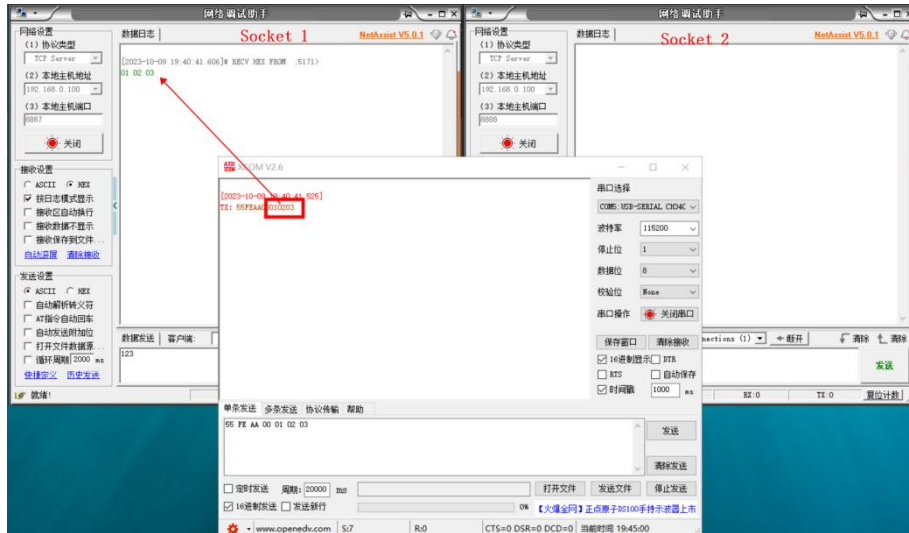 网络调试助手
网络设置
(1) 协议类型
TCP Server
(2) 本地主机地址
192.168.0.100
(3) 本地主机端口
8887
关闭
接收设置
ASCII HEX
按日志模式显示
接收区自动换行
接收数据不显示
接收保存到文件...
自动滚屏 清除接收
发送设置
ASCII HEX
自动解析转义符
AT指令自动回车
自动发送附加位
打开文件数据源...
循环周期 2000 ms
快捷定义 历史发送
就绪!
数据日志
Socket 1
NetAssist V5.0.1
[2023-10-09 19:40:41.606]# RECV HEX FROM :5171>
01 02 03
数据发送 客户端:
123
网络调试助手
网络设置
(1) 协议类型
TCP Server
(2) 本地主机地址
192.168.0.100
(3) 本地主机端口
8888
关闭
数据日志
Socket 2
NetAssist V5.0.1
(1) 断开
清除 清除
发送
RX:0 TX:0 复位计数
XCOM V2.6
[2023-10-09 19:40:41.525]
TX: 55FEAA00010203
串口选择
COM5:USB-SERIAL CH34
波特率 115200
停止位 1
数据位 8
校验位 None
串口操作 关闭串口
保存窗口 清除接收
16进制显示 DTR
RTS 自动保存
时间戳 1000 ms
单条发送 多条发送 协议传输 帮助
55 FE AA 00 01 02 03
发送
清除发送
定时发送 周期: 20000 ms
打开文件 发送文件 停止发送
16进制发送 发送新行
0% 【火爆全网】正点原子DS100手持示波器上市
www.openedv.com S:7 R:0 CTS=0 DSR=0 DCD=0 当前时间 19:45:00